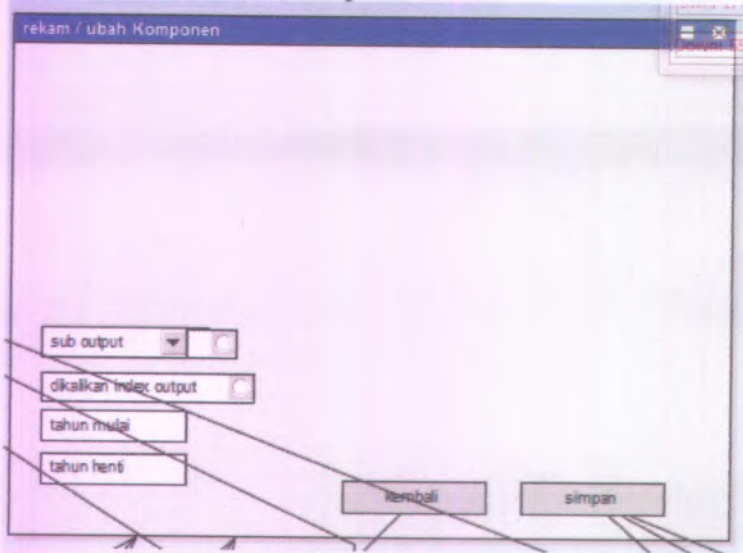 rekam / ubah Komponen
sub output
dikalikan index output
tahun mulai
tahun henti
kembali
simpan